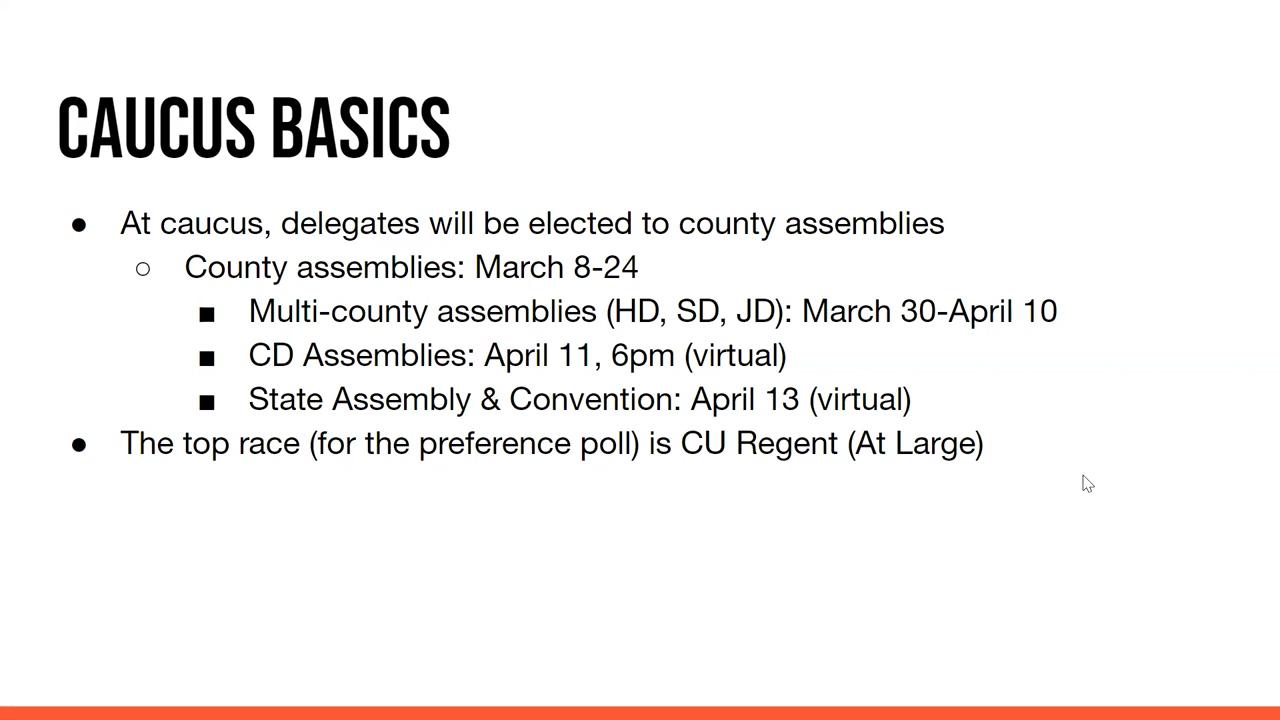 CAUCUS BASICS
● At caucus, delegates will be elected to county assemblies
○ County assemblies: March 8-24
■ Multi-county assemblies (HD, SD, JD): March 30-April 10
■ CD Assemblies: April 11, 6pm (virtual)
■ State Assembly & Convention: April 13 (virtual)
● The top race (for the preference poll) is CU Regent (At Large)